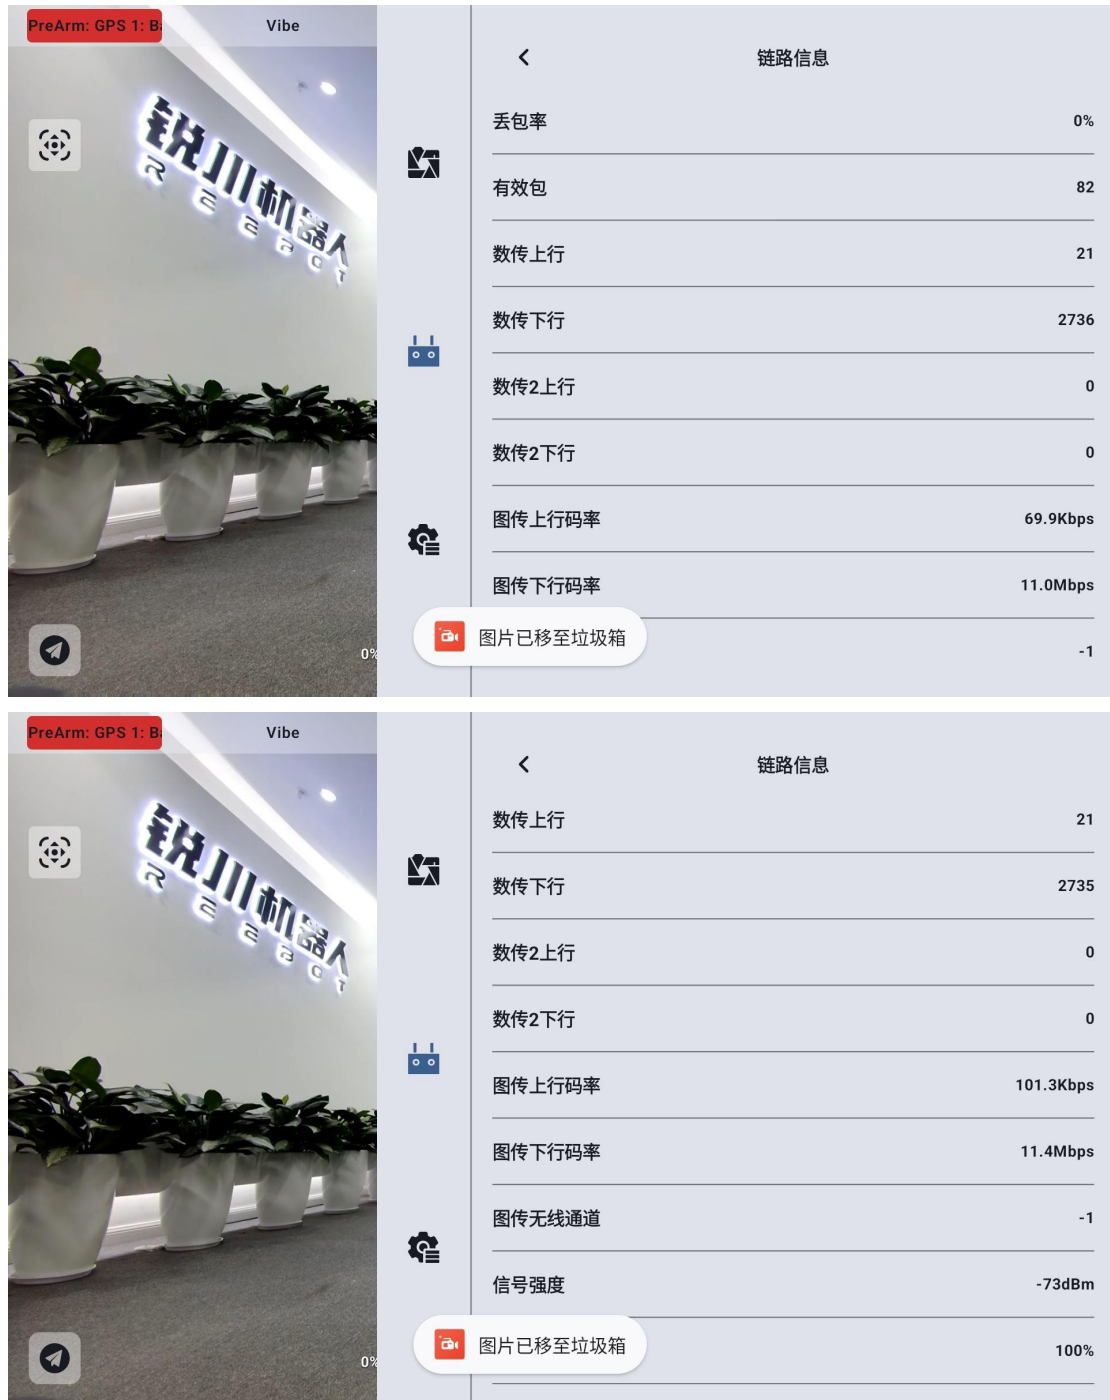 PreArm: GPS 1: Ba
Vibe
链路信息
锐川机器人
丢包率 0%
有效包 82
数传上行 21
数传下行 2736
数传2上行 0
数传2下行 0
图传上行码率 69.9Kbps
图传下行码率 11.0Mbps
图片已移至垃圾箱
-1
0%
PreArm: GPS 1: Ba
Vibe
链路信息
锐川机器人
数传上行 21
数传下行 2735
数传2上行 0
数传2下行 0
图传上行码率 101.3Kbps
图传下行码率 11.4Mbps
图传无线通道 -1
信号强度 -73dBm
图片已移至垃圾箱
100%
0%